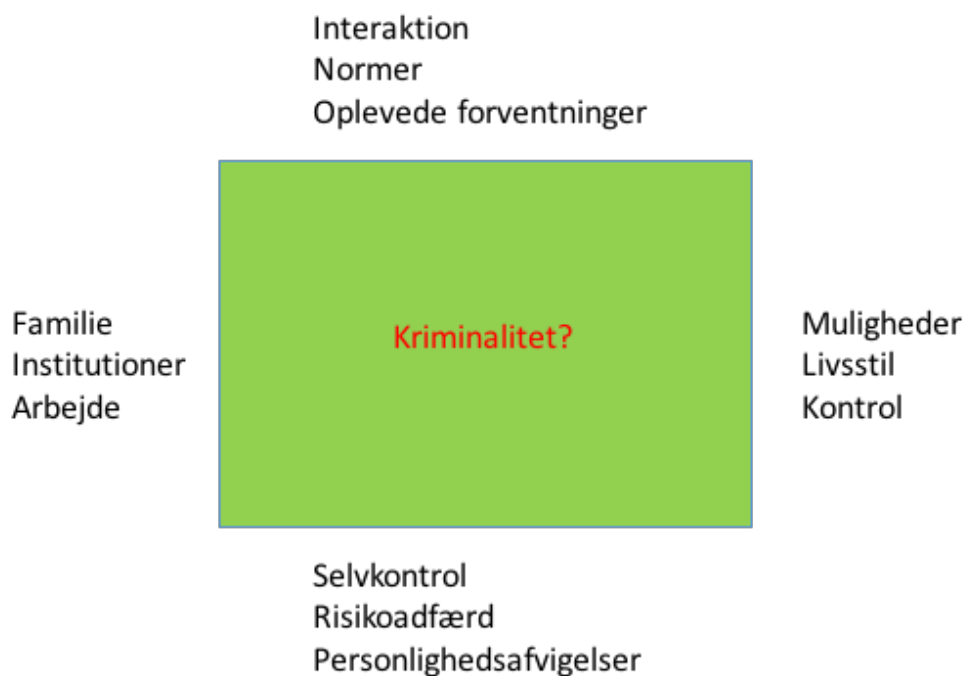 Interaktion
Normer
Oplevede forventninger
Familie
Institutioner
Arbejde
Kriminalitet?
Muligheder
Livsstil
Kontrol
Selvkontrol
Risikoadfærd
Personlighedsafvigelser